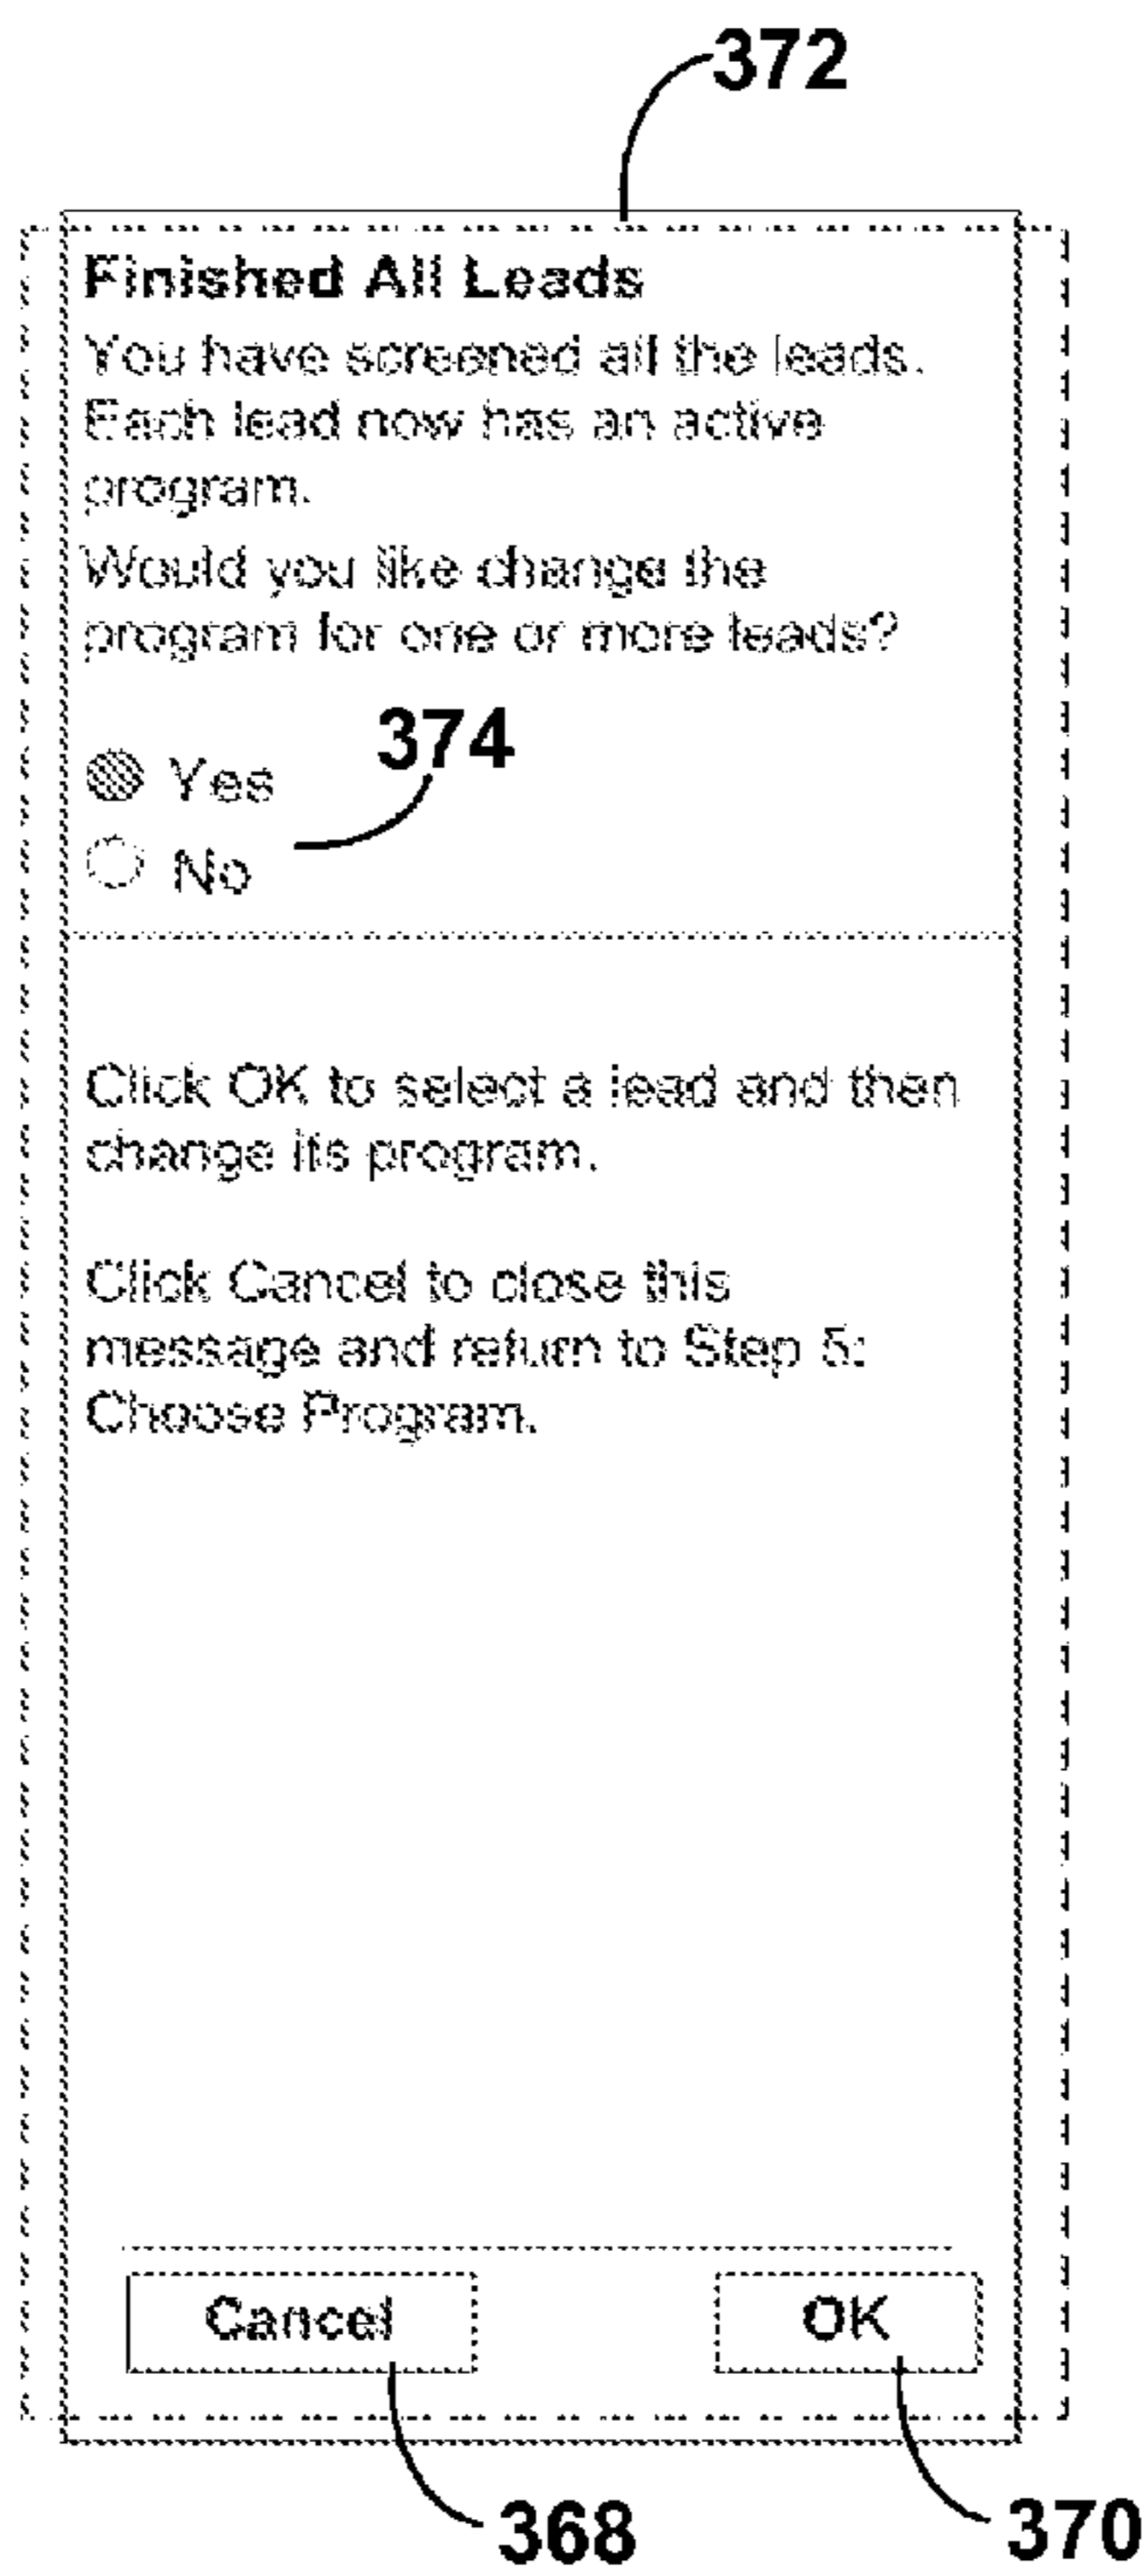 372
Finished All Leads
You have screened all the leads.
Each lead now has an active
program.
Would you like change the
program for one or more leads?
374
Yes
No
Click OK to select a lead and then
change its program.
Click Cancel to close this
message and return to Step 5:
Choose Program.
Cancel
OK
368
370